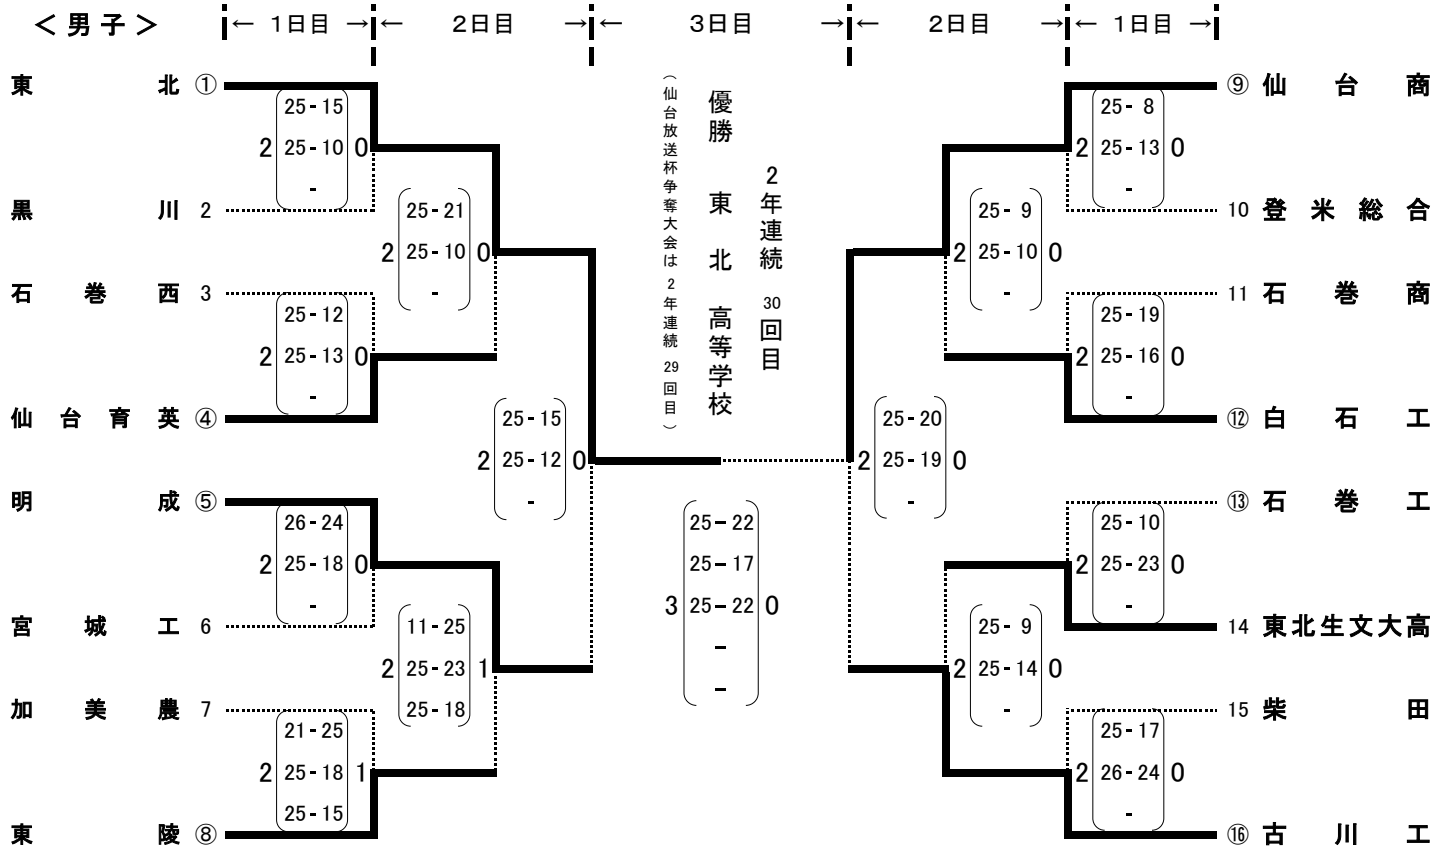 ＜男子＞
← 1日目 → ← 2日目 → ← 3日目 → ← 2日目 → ← 1日目 →
東北 ①
25-15
2 25-10 0
-
黒川 2
25-21
2 25-10 0
-
石巻西 3
25-12
2 25-13 0
-
仙台育英 ④
25-15
2 25-12 0
-
明成 ⑤
26-24
2 25-18 0
-
宮城工 6
11-25
2 25-23 1
25-18
加美農 7
21-25
2 25-18 1
25-15
東陵 ⑧
2年連続 30回目
優勝 東北高等学校
（仙台放送杯争奪大会は2年連続29回目）
25-22
25-17
3 25-22 0
-
-
⑨ 仙台商
25-8
2 25-13 0
-
10 登米総合
25-9
2 25-10 0
-
11 石巻商
25-19
2 25-16 0
-
⑫ 白石工
25-20
2 25-19 0
-
⑬ 石巻工
25-10
2 25-23 0
-
14 東北生文大高
25-9
2 25-14 0
-
15 柴田
25-17
2 26-24 0
-
⑯ 古川工